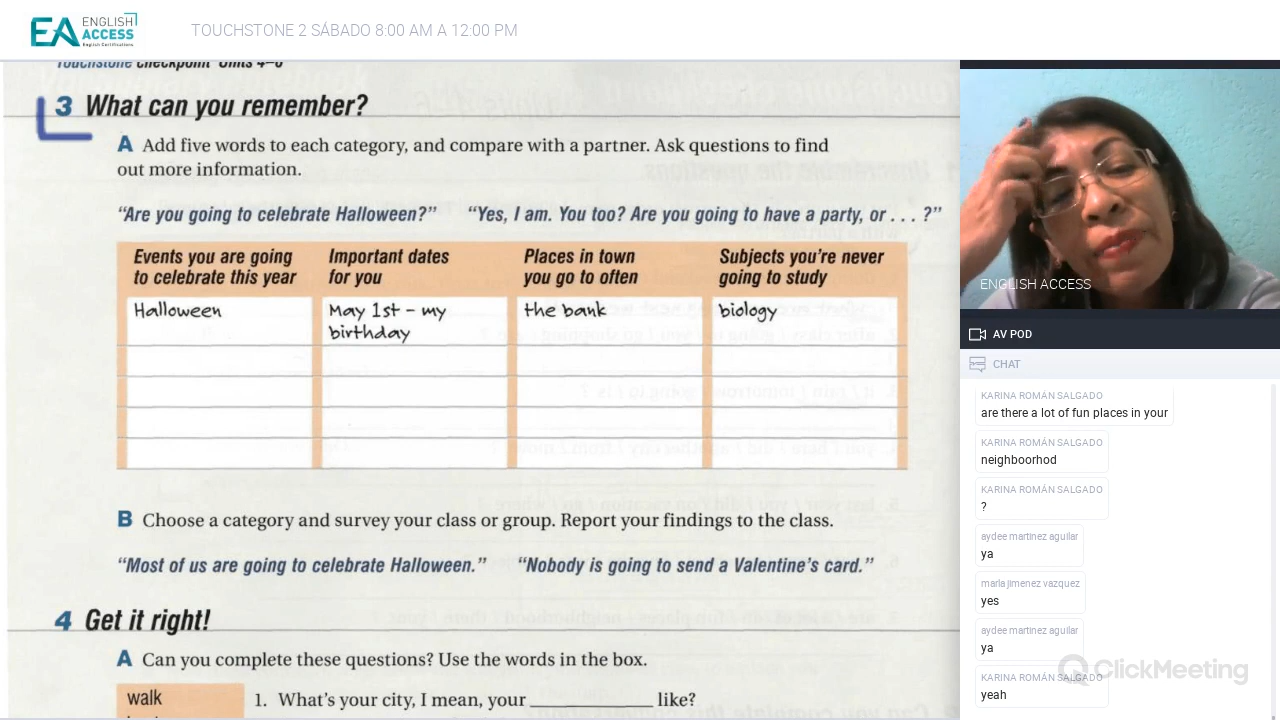 EA ENGLISH ACCESS
English Certifications
TOUCHSTONE 2 SÁBADO 8:00 AM A 12:00 PM
Touchstone checkpoint Units 4–6
3 What can you remember?
A Add five words to each category, and compare with a partner. Ask questions to find
out more information.
“Are you going to celebrate Halloween?” “Yes, I am. You too? Are you going to have a party, or . . . ?”
Events you are going to celebrate this year
Important dates for you
Places in town you go to often
Subjects you’re never going to study
Halloween
May 1st – my birthday
the bank
biology
B Choose a category and survey your class or group. Report your findings to the class.
“Most of us are going to celebrate Halloween.” “Nobody is going to send a Valentine’s card.”
4 Get it right!
A Can you complete these questions? Use the words in the box.
walk
1. What’s your city, I mean, your ____________ like?
ENGLISH ACCESS
AV POD
CHAT
KARINA ROMÁN SALGADO
are there a lot of fun places in your
KARINA ROMÁN SALGADO
neighboorhod
KARINA ROMÁN SALGADO
?
aydee martinez aguilar
ya
marla jimenez vazquez
yes
aydee martinez aguilar
ya
KARINA ROMÁN SALGADO
yeah
ClickMeeting